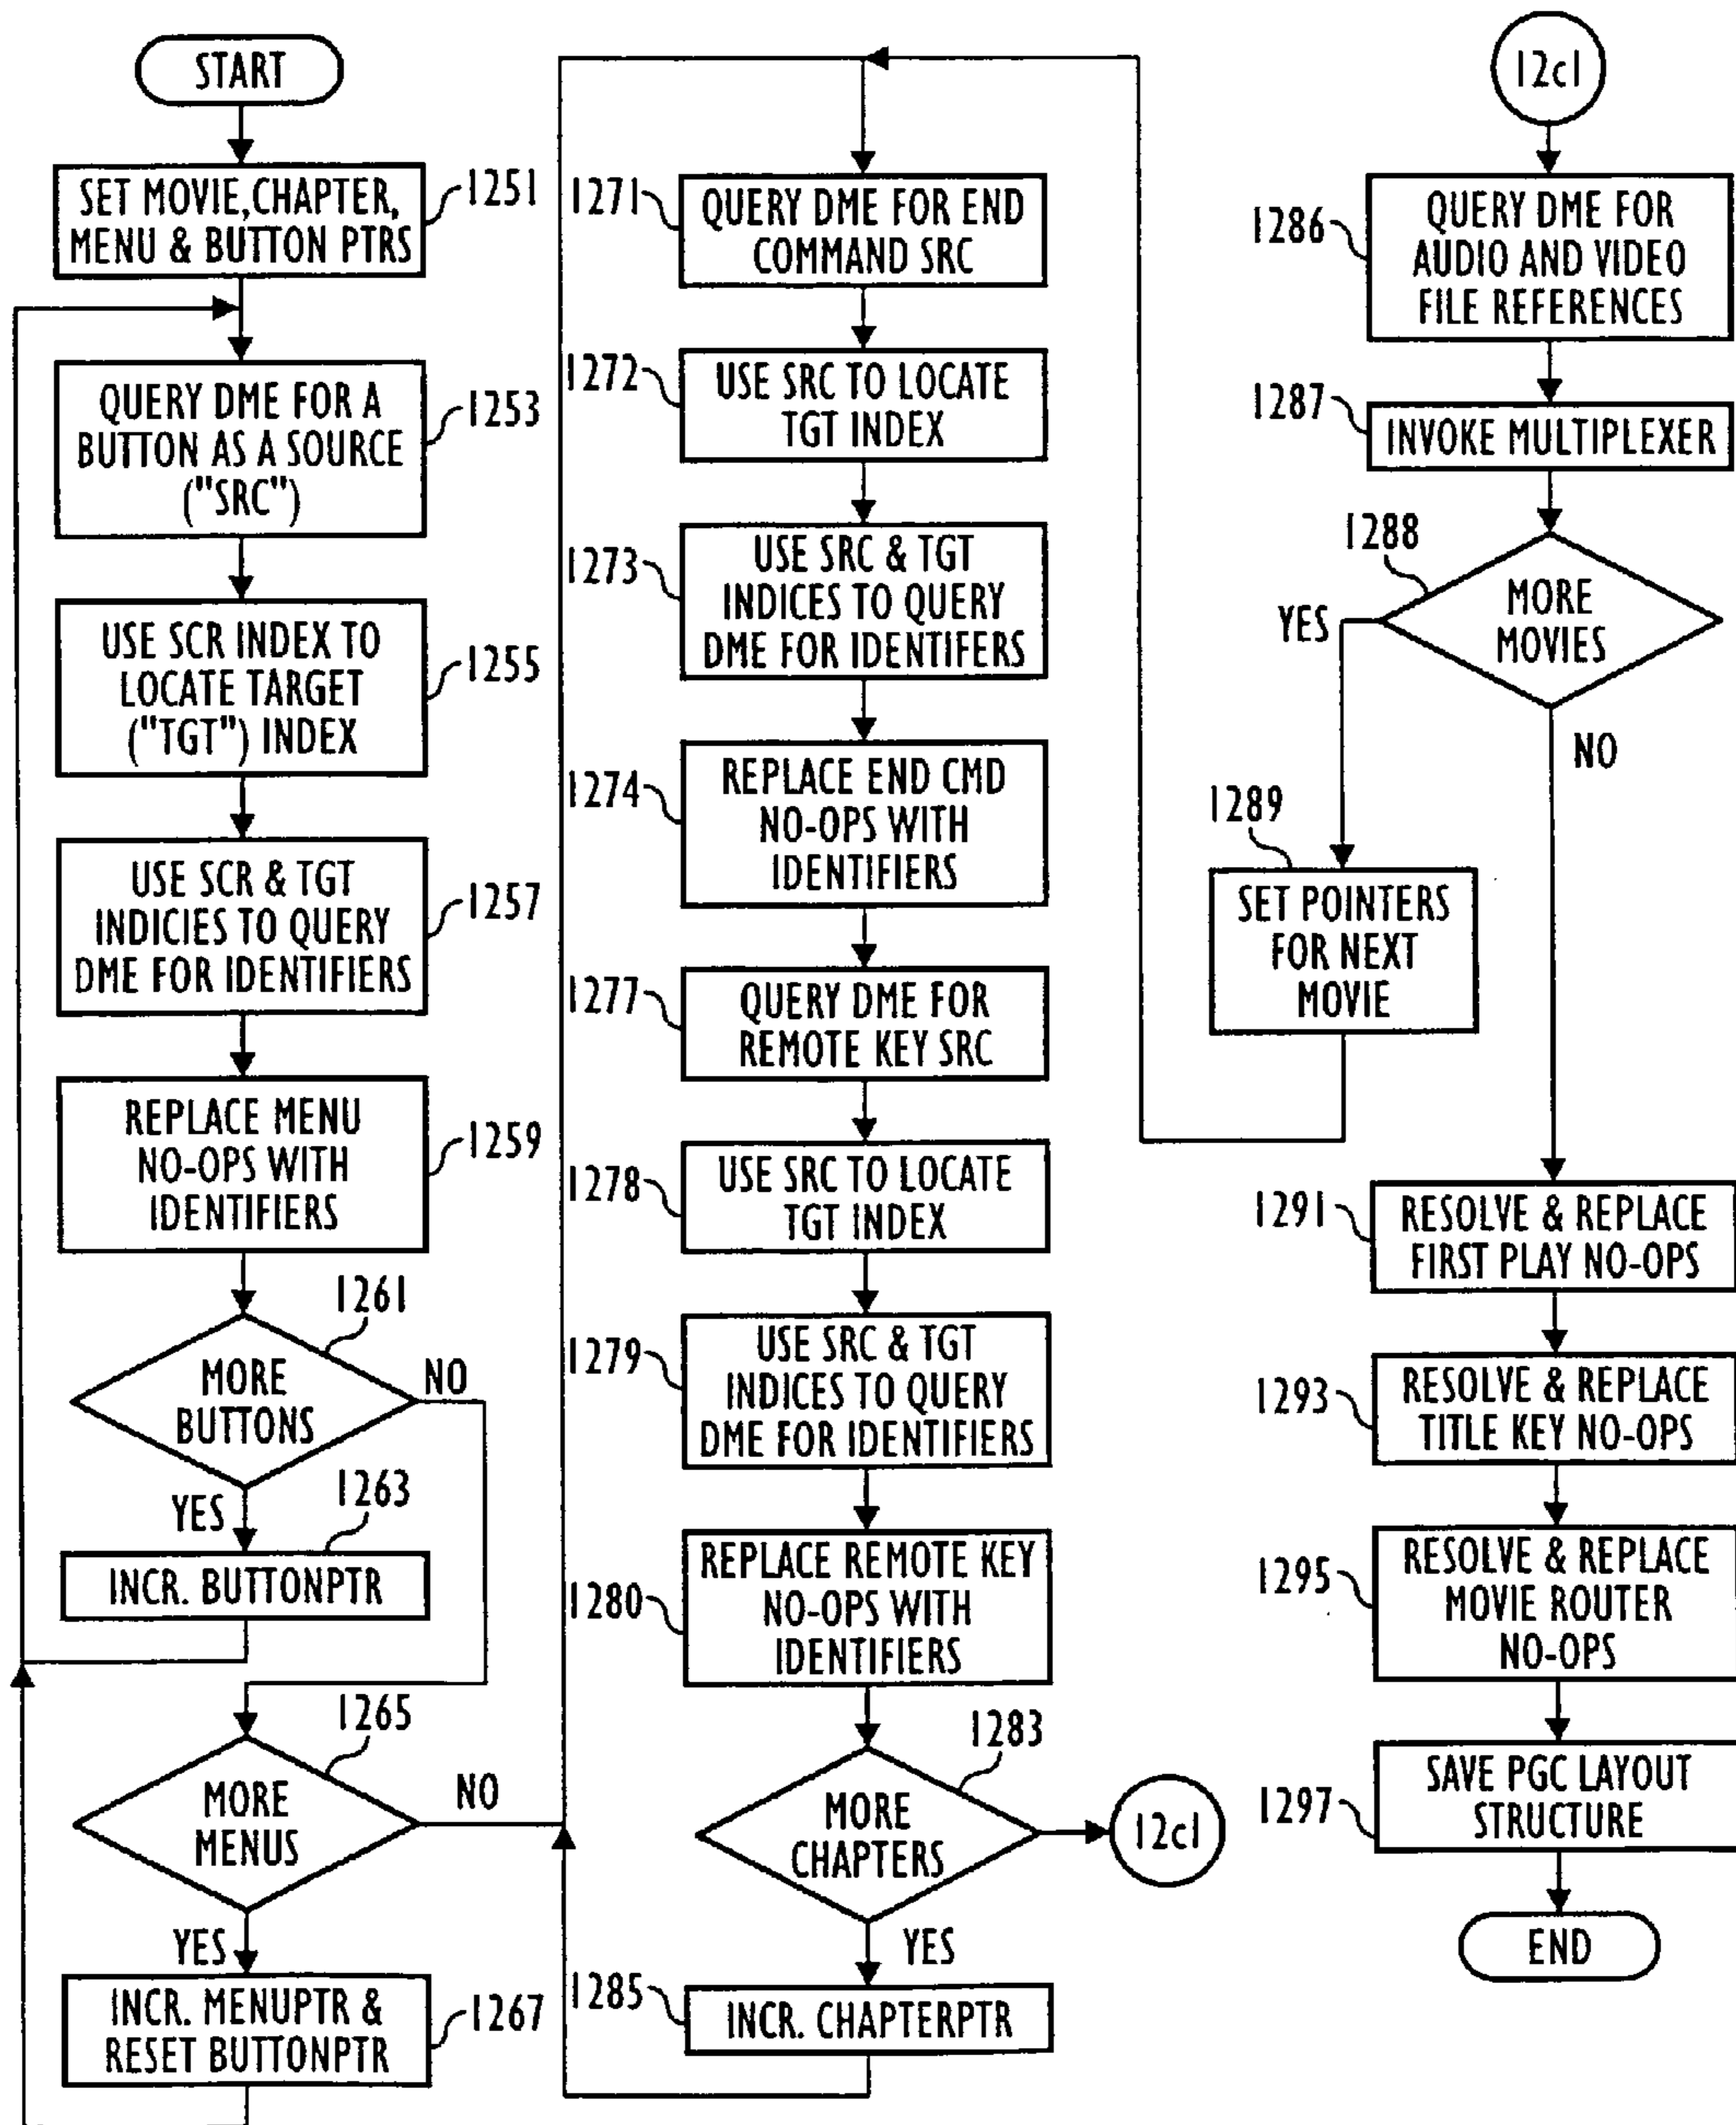 START
SET MOVIE,CHAPTER,
MENU & BUTTON PTRS
1251
QUERY DME FOR A
BUTTON AS A SOURCE
("SRC")
1253
USE SCR INDEX TO
LOCATE TARGET
("TGT") INDEX
1255
USE SCR & TGT
INDICIES TO QUERY
DME FOR IDENTIFIERS
1257
REPLACE MENU
NO-OPS WITH
IDENTIFIERS
1259
1261
MORE
BUTTONS
NO
YES
1263
INCR. BUTTONPTR
1265
MORE
MENUS
NO
YES
INCR. MENUPTR &
RESET BUTTONPTR
1267
1271
QUERY DME FOR END
COMMAND SRC
1272
USE SRC TO LOCATE
TGT INDEX
1273
USE SRC & TGT
INDICES TO QUERY
DME FOR IDENTIFERS
1274
REPLACE END CMD
NO-OPS WITH
IDENTIFIERS
1277
QUERY DME FOR
REMOTE KEY SRC
1278
USE SRC TO LOCATE
TGT INDEX
1279
USE SRC & TGT
INDICES TO QUERY
DME FOR IDENTIFIERS
1280
REPLACE REMOTE KEY
NO-OPS WITH
IDENTIFIERS
1283
MORE
CHAPTERS
12cl
YES
1285
INCR. CHAPTERPTR
12cl
1286
QUERY DME FOR
AUDIO AND VIDEO
FILE REFERENCES
1287
INVOKE MULTIPLEXER
1288
MORE
MOVIES
YES
NO
1289
SET POINTERS
FOR NEXT
MOVIE
1291
RESOLVE & REPLACE
FIRST PLAY NO-OPS
1293
RESOLVE & REPLACE
TITLE KEY NO-OPS
1295
RESOLVE & REPLACE
MOVIE ROUTER
NO-OPS
1297
SAVE PGC LAYOUT
STRUCTURE
END